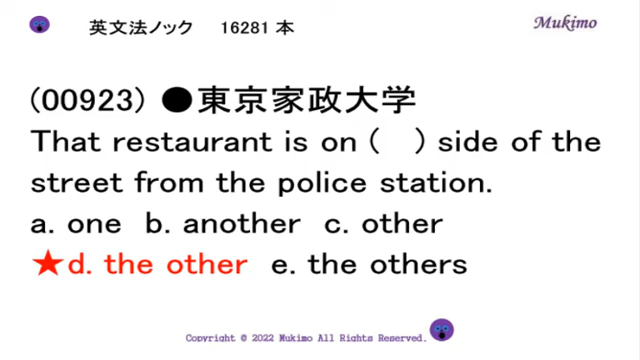 英文法ノック 16281 本
Mukimo
(00923) ●東京家政大学
That restaurant is on (   ) side of the
street from the police station.
a. one b. another c. other
★d. the other e. the others
Copyright © 2022 Mukimo All Rights Reserved.